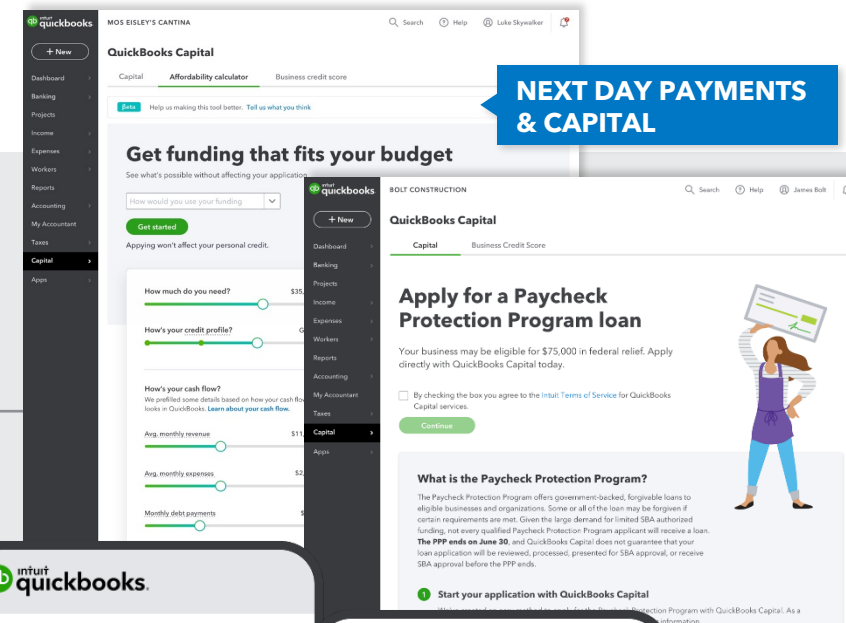 intuit
quickbooks
MOS EISLEY'S CANTINA
Search
Help
Luke Skywalker
+ New
QuickBooks Capital
Capital
Affordability calculator
Business credit score
Dashboard
Banking
Projects
Income
Expenses
Workers
Reports
Accounting
My Accountant
Taxes
Capital
Apps
Beta
Help us making this tool better. Tell us what you think
NEXT DAY PAYMENTS
& CAPITAL
Get funding that fits your budget
See what's possible without affecting your application
How would you use your funding
Get started
Appying won't affect your personal credit.
How much do you need?
$35,
How's your credit profile?
G
How's your cash flow?
We prefilled some details based on how your cash flow
looks in QuickBooks. Learn about your cash flow.
Avg. monthly revenue
$11,
Avg. monthly expenses
$2,
Monthly debt payments
$
intuit
quickbooks
BOLT CONSTRUCTION
Search
Help
James Bolt
+ New
QuickBooks Capital
Capital
Business Credit Score
Dashboard
Banking
Projects
Income
Expenses
Workers
Reports
Accounting
My Accountant
Taxes
Capital
Apps
Apply for a Paycheck
Protection Program loan
Your business may be eligible for $75,000 in federal relief. Apply
directly with QuickBooks Capital today.
By checking the box you agree to the Intuit Terms of Service for QuickBooks
Capital services.
Continue
What is the Paycheck Protection Program?
The Paycheck Protection Program offers government-backed, forgivable loans to
eligible businesses and organizations. Some or all of the loan may be forgiven if
certain requirements are met. Given the large demand for limited SBA authorized
funding, not every qualified Paycheck Protection Program applicant will receive a loan.
The PPP ends on June 30, and QuickBooks Capital does not guarantee that your
loan application will be reviewed, processed, presented for SBA approval, or receive
SBA approval before the PPP ends.
1 Start your application with QuickBooks Capital
Protection Program with QuickBooks Capital. As a
information.
intuit
quickbooks.